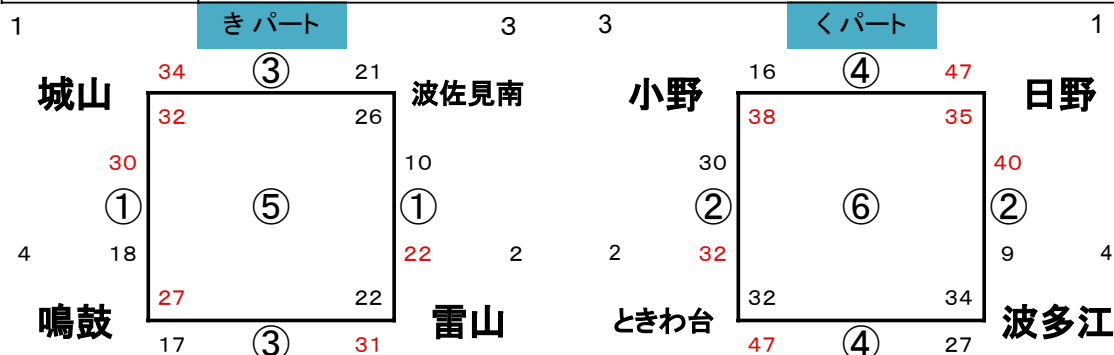 1 き パート 3 3 く パート 1
34 ③ 21 16 ④ 47
城山 波佐見南 小野 日野
32 26 38 35
30 10 30 40
① ⑤ ① ② ⑥ ②
4 18 22 2 2 32 9 4
27 22 32 34
鳴鼓 雷山 ときわ台 波多江
17 ③ 31 47 ④ 27